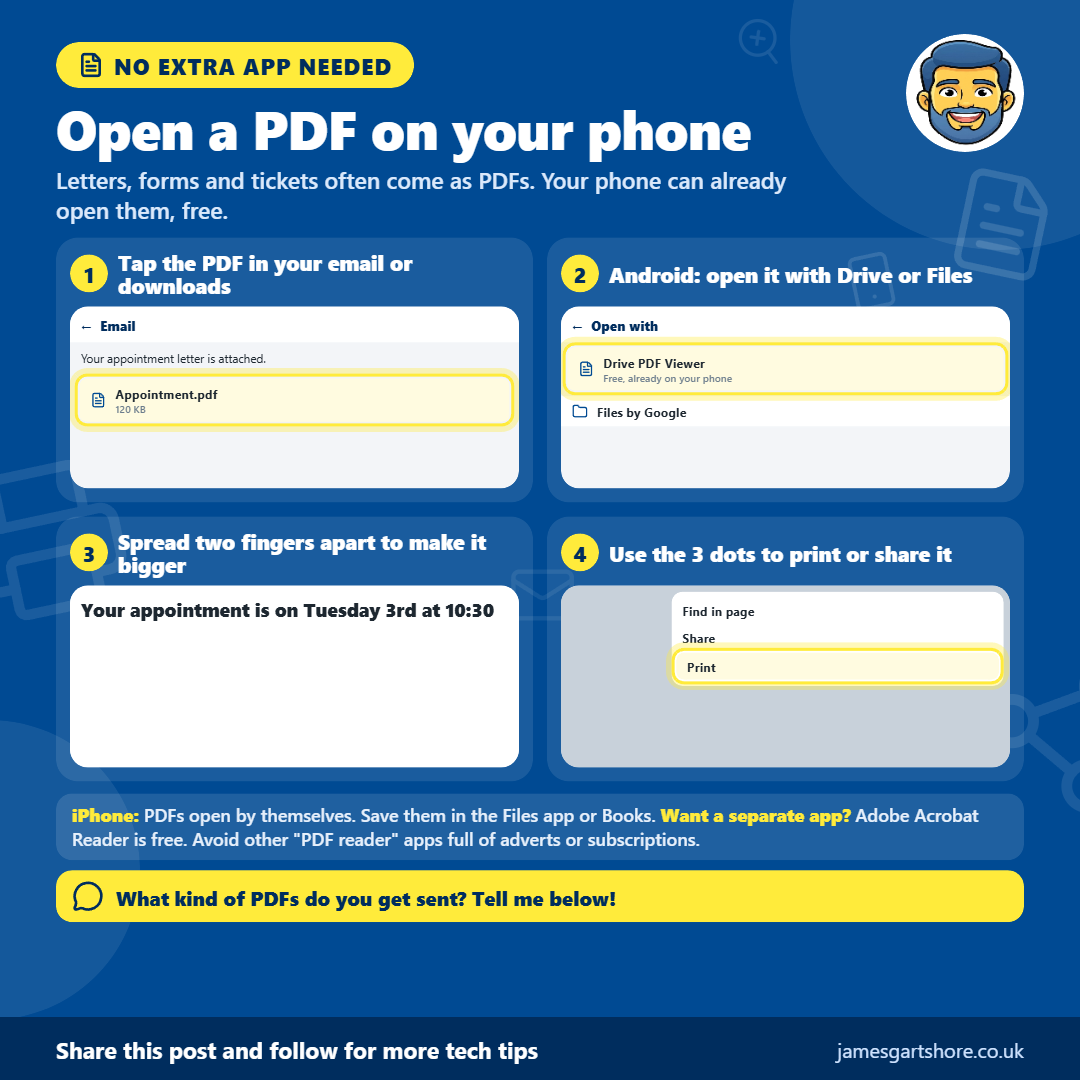 NO EXTRA APP NEEDED
Open a PDF on your phone
Letters, forms and tickets often come as PDFs. Your phone can already
open them, free.
1
Tap the PDF in your email or
downloads
← Email
Your appointment letter is attached.
Appointment.pdf
120 KB
2
Android: open it with Drive or Files
← Open with
Drive PDF Viewer
Free, already on your phone
Files by Google
3
Spread two fingers apart to make it
bigger
Your appointment is on Tuesday 3rd at 10:30
4
Use the 3 dots to print or share it
Find in page
Share
Print
iPhone: PDFs open by themselves. Save them in the Files app or Books. Want a separate app? Adobe Acrobat
Reader is free. Avoid other "PDF reader" apps full of adverts or subscriptions.
What kind of PDFs do you get sent? Tell me below!
Share this post and follow for more tech tips
jamesgartshore.co.uk